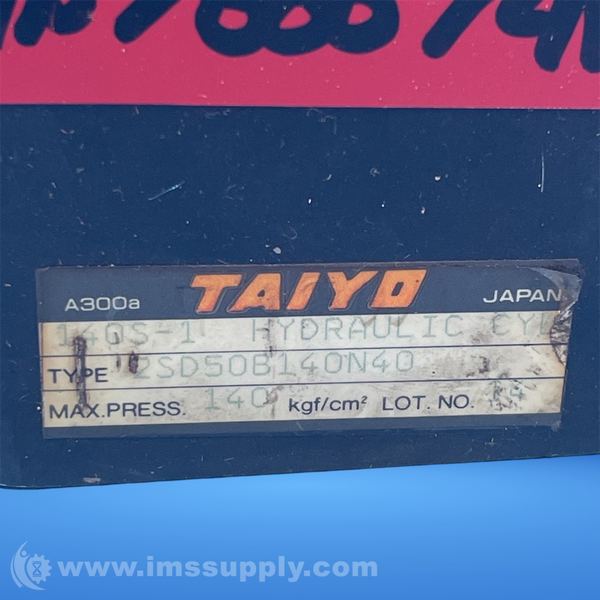 A300a TAIYO JAPAN
140S-1 HYDRAULIC CYL
TYPE 2SD50B140N40
MAX.PRESS. 140 kgf/cm² LOT. NO.
www.imssupply.com